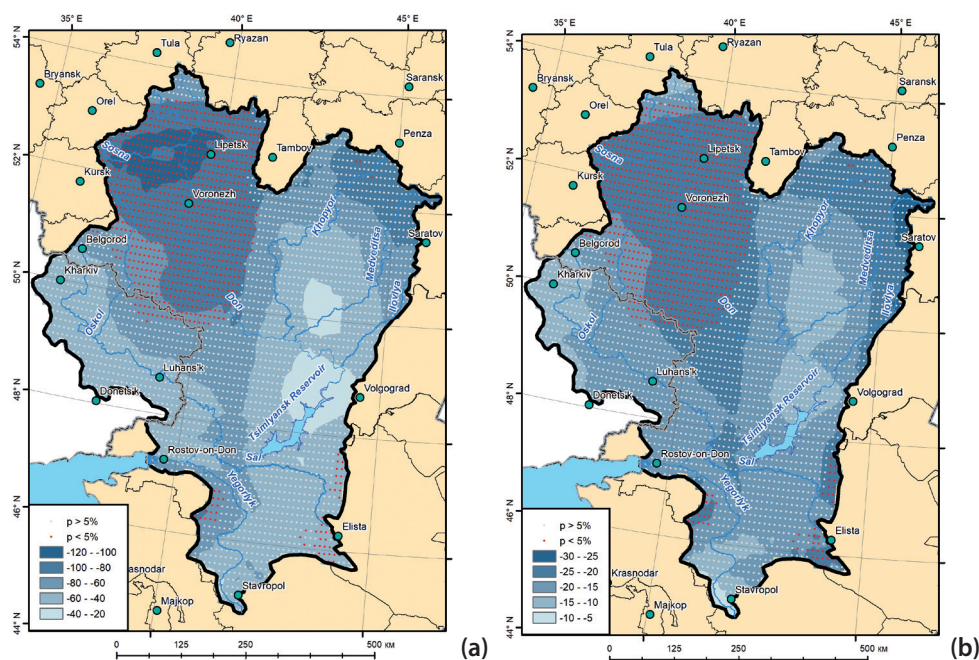 35°E 40°E 45°E
54°N
Tula
Ryazan
Bryansk
Saransk
Orel
Penza
52°N
Sosna
Lipetsk
Tambov
Kursk
Voronezh
Khopyor
Medveditsa
Belgorod
Saratov
Kharkiv
50°N
Don
Ilovlya
Oskol
Luhans'k
48°N
Donets'k
Tsimlyansk Reservoir
Volgograd
Rostov-on-Don
Sal
Yegorlyk
46°N
Elista
p > 5%
p < 5%
-120 - -100
-100 - -80
-80 - -60
-60 - -40
-40 - -20
rasnodar
Stavropol
Majkop
44°N
0 125 250 500 км
(a)
35°E 40°E 45°E
54°N
Tula
Ryazan
Bryansk
Saransk
Orel
Penza
52°N
Sosna
Lipetsk
Tambov
Kursk
Voronezh
Khopyor
Medveditsa
Belgorod
Saratov
Kharkiv
50°N
Don
Ilovlya
Oskol
Luhans'k
48°N
Donets'k
Tsimlyansk Reservoir
Volgograd
Rostov-on-Don
Sal
Yegorlyk
46°N
Elista
p > 5%
p < 5%
-30 - -25
-25 - -20
-20 - -15
-15 - -10
-10 - -5
Krasnodar
Stavropol
Majkop
44°N
0 125 250 500 км
(b)